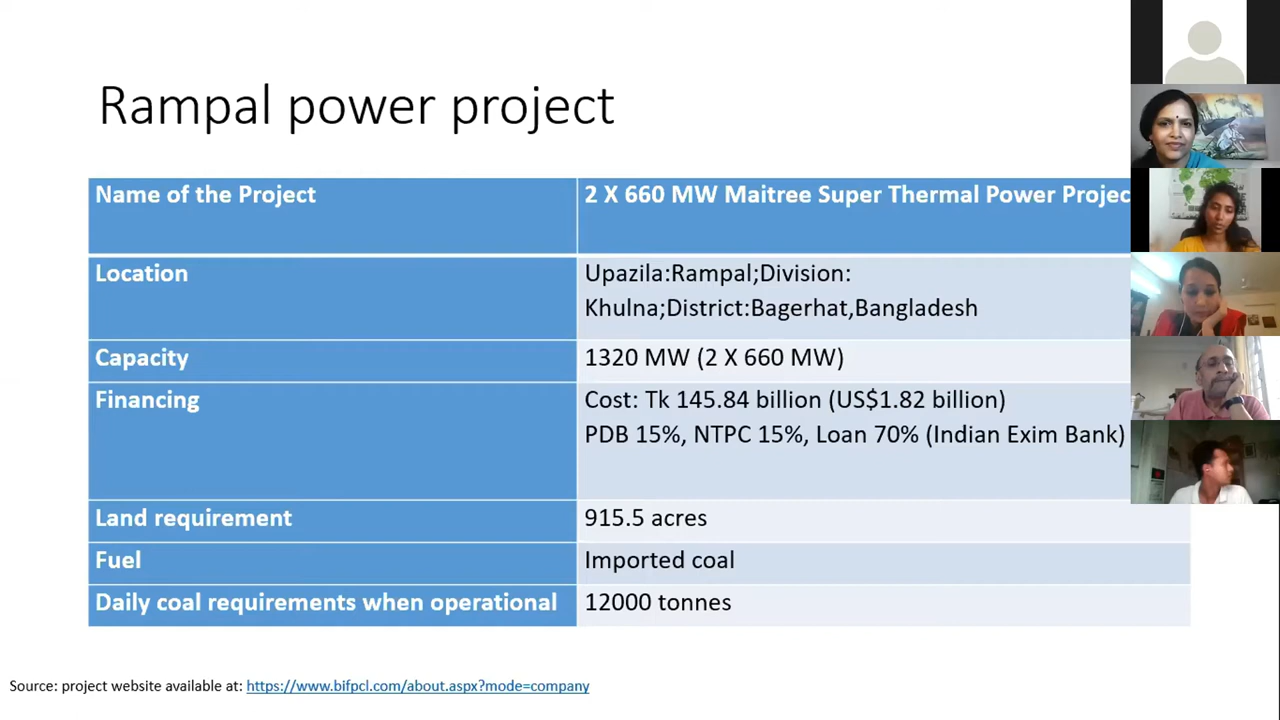 Rampal power project
Name of the Project
2 X 660 MW Maitree Super Thermal Power Projec
Location
Upazila:Rampal;Division:
Khulna;District:Bagerhat,Bangladesh
Capacity
1320 MW (2 X 660 MW)
Financing
Cost: Tk 145.84 billion (US$1.82 billion)
PDB 15%, NTPC 15%, Loan 70% (Indian Exim Bank)
Land requirement
915.5 acres
Fuel
Imported coal
Daily coal requirements when operational
12000 tonnes
Source: project website available at: https://www.bifpcl.com/about.aspx?mode=company